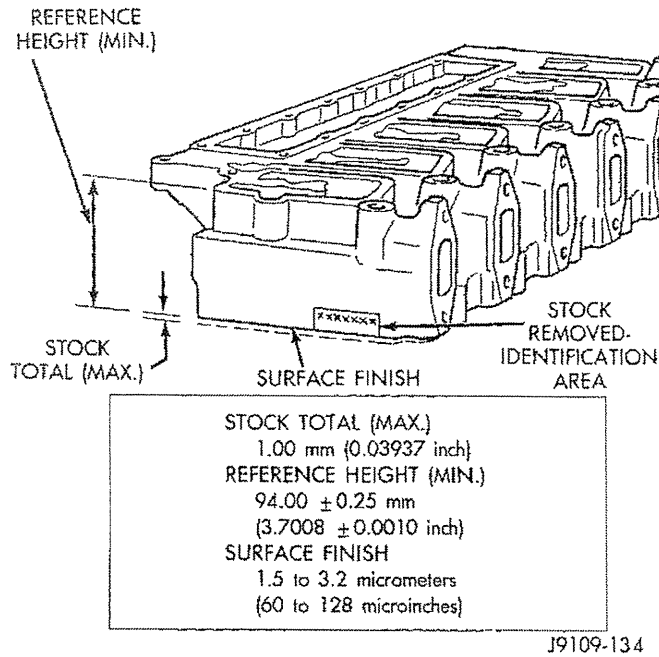 REFERENCE
HEIGHT (MIN.)
STOCK
TOTAL (MAX.)
SURFACE FINISH
STOCK
REMOVED-
IDENTIFICATION
AREA
xxxxxxx
STOCK TOTAL (MAX.)
1.00 mm (0.03937 inch)
REFERENCE HEIGHT (MIN.)
94.00 ±0.25 mm
(3.7008 ±0.0010 inch)
SURFACE FINISH
1.5 to 3.2 micrometers
(60 to 128 microinches)
J9109-134